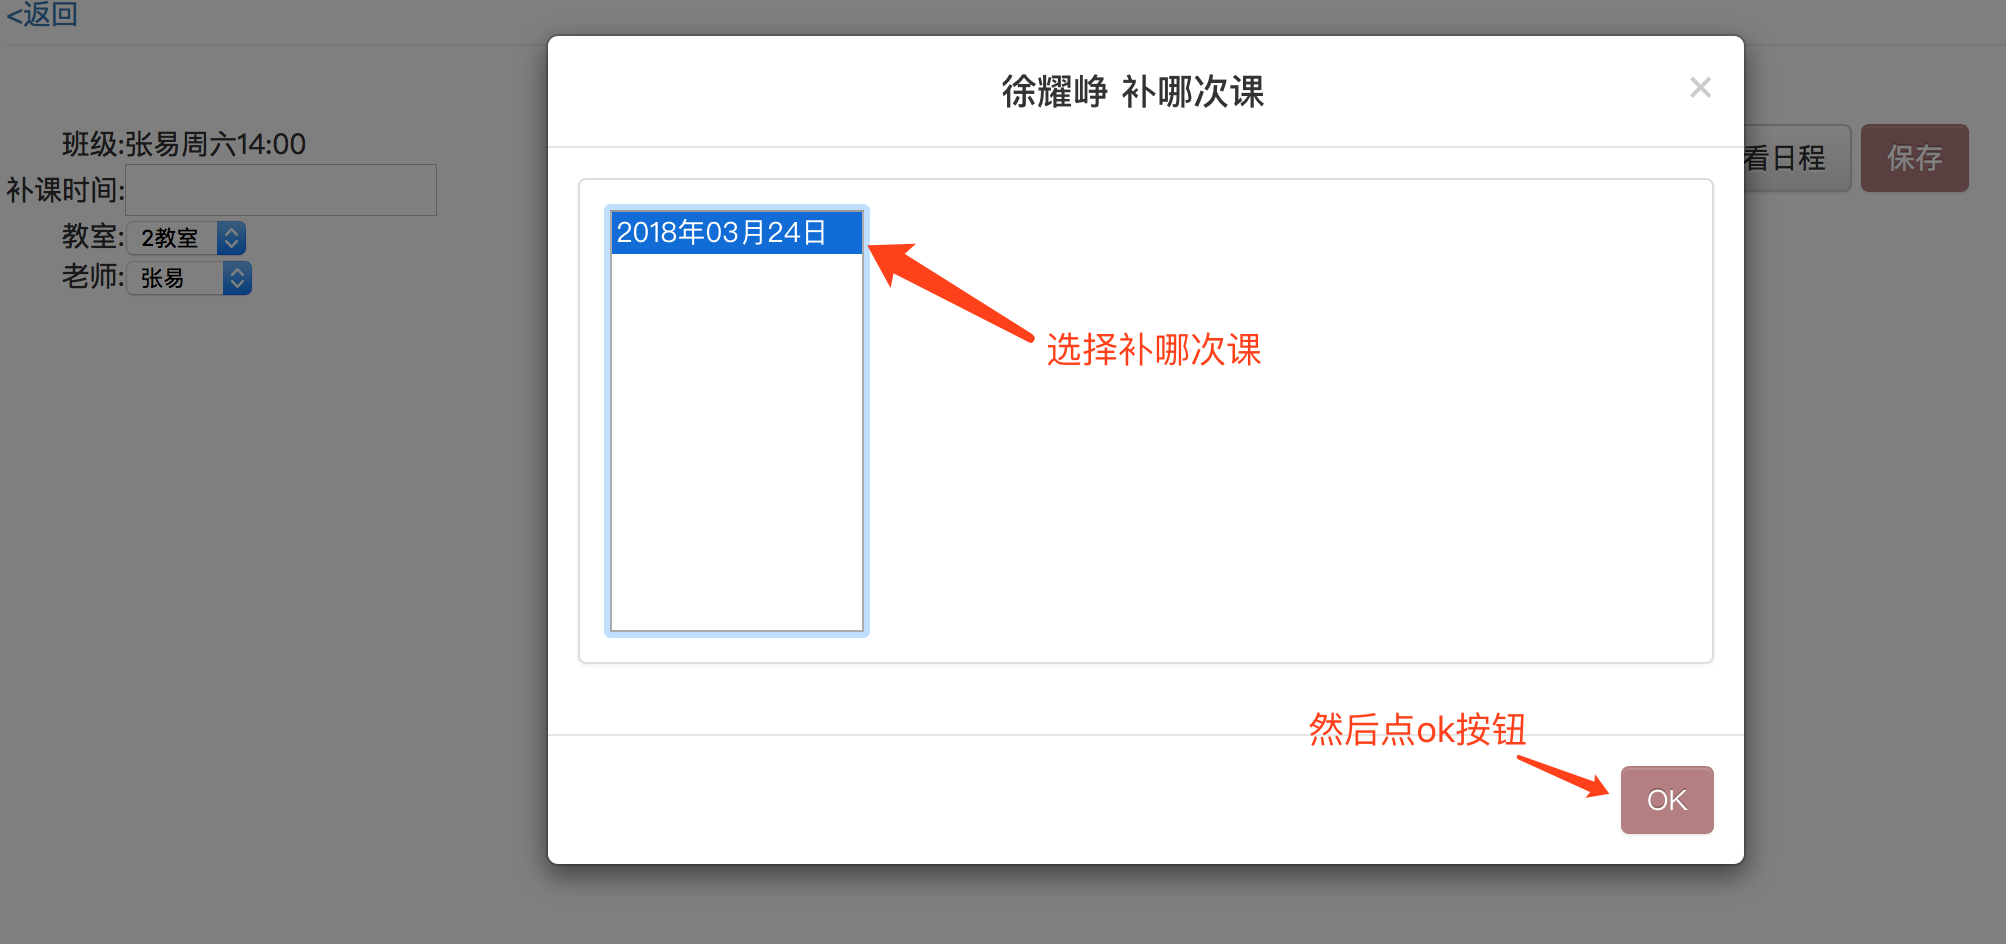 <返回
徐耀峥 补哪次课
×
班级:张易周六14:00
看日程
保存
补课时间:
教室: 2教室
老师: 张易
2018年03月24日
选择补哪次课
然后点ok按钮
OK